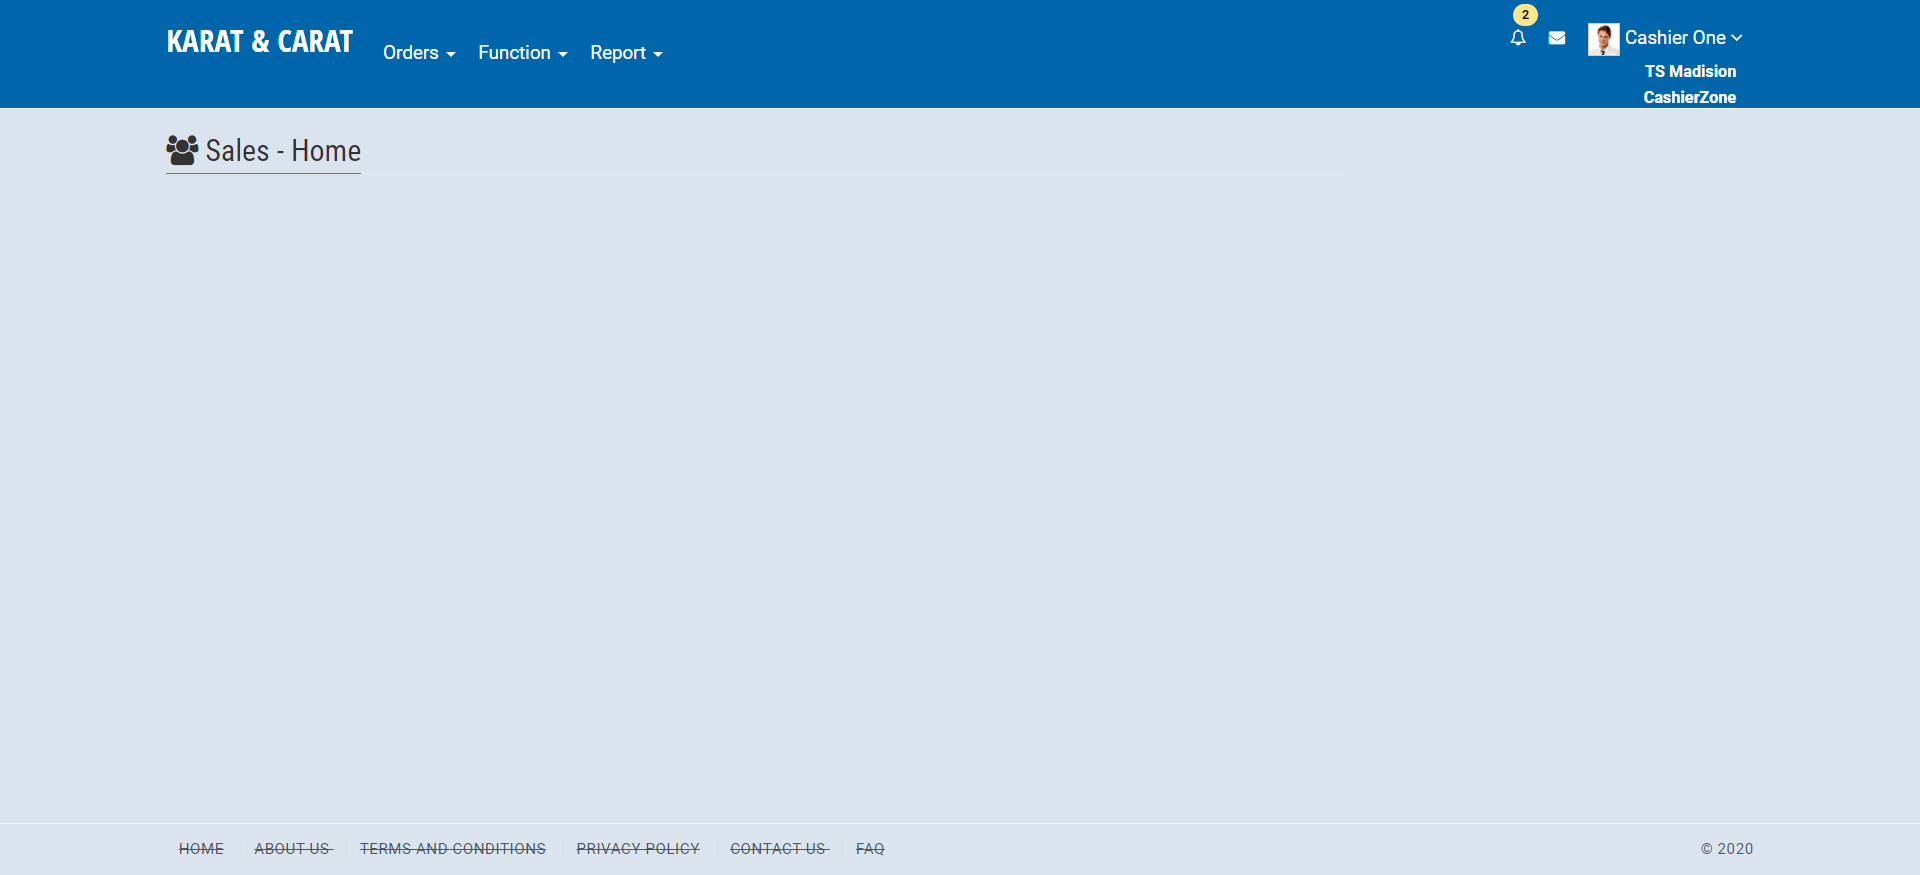 KARAT & CARAT
Orders
Function
Report
2
Cashier One
TS Madision
CashierZone
Sales - Home
HOME
ABOUT US
TERMS AND CONDITIONS
PRIVACY POLICY
CONTACT US
FAQ
© 2020